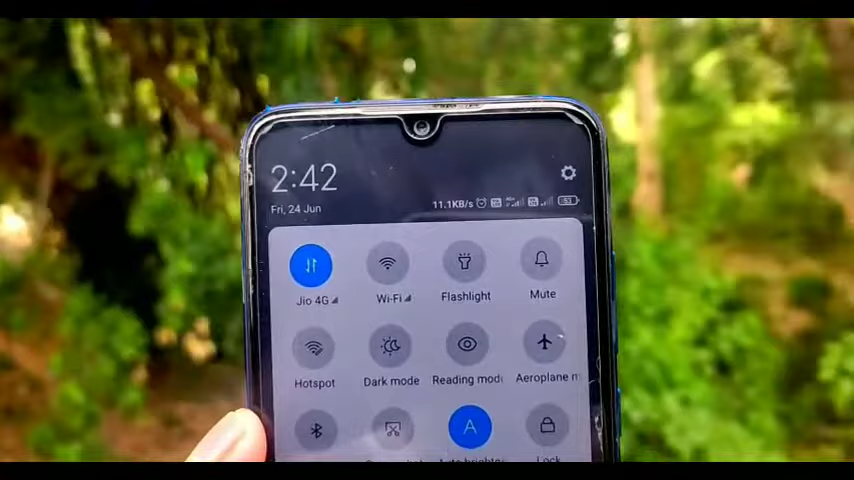 2:42
Fri, 24 Jun
11.1KB/s
Jio 4G
Wi-Fi
Flashlight
Mute
Hotspot
Dark mode
Reading mod
Aeroplane m
Lock